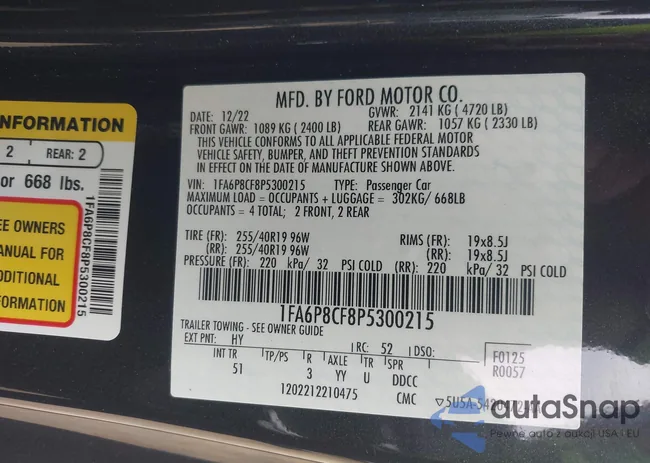 INFORMATION
2 REAR: 2
or 668 lbs.
EE OWNERS
ANUAL FOR
DDITIONAL
FORMATION
1FA6P8CF8P5300215
MFD. BY FORD MOTOR CO.
DATE: 12/22 GVWR: 2141 KG ( 4720 LB)
FRONT GAWR: 1089 KG ( 2400 LB) REAR GAWR: 1057 KG ( 2330 LB)
THIS VEHICLE CONFORMS TO ALL APPLICABLE FEDERAL MOTOR
VEHICLE SAFETY, BUMPER, AND THEFT PREVENTION STANDARDS
IN EFFECT ON THE DATE OF MANUFACTURE SHOWN ABOVE.
VIN: 1FA6P8CF8P5300215 TYPE: Passenger Car
MAXIMUM LOAD = OCCUPANTS + LUGGAGE = 302KG/ 668LB
OCCUPANTS = 4 TOTAL; 2 FRONT, 2 REAR
TIRE (FR): 255/40R19 96W RIMS (FR): 19x8.5J
(RR): 255/40R19 96W (RR): 19x8.5J
PRESSURE (FR): 220 kPa/ 32 PSI COLD (RR): 220 kPa/ 32 PSI COLD
1FA6P8CF8P5300215
TRAILER TOWING - SEE OWNER GUIDE
EXT PNT: HY RC: 52 DSO: F0125
INT TR TP/PS R AXLE TR SPR R0057
51 3 YY U DDCC
1202212210475 CMC
autaSnap
Pewne auto z aukcji USA i EU